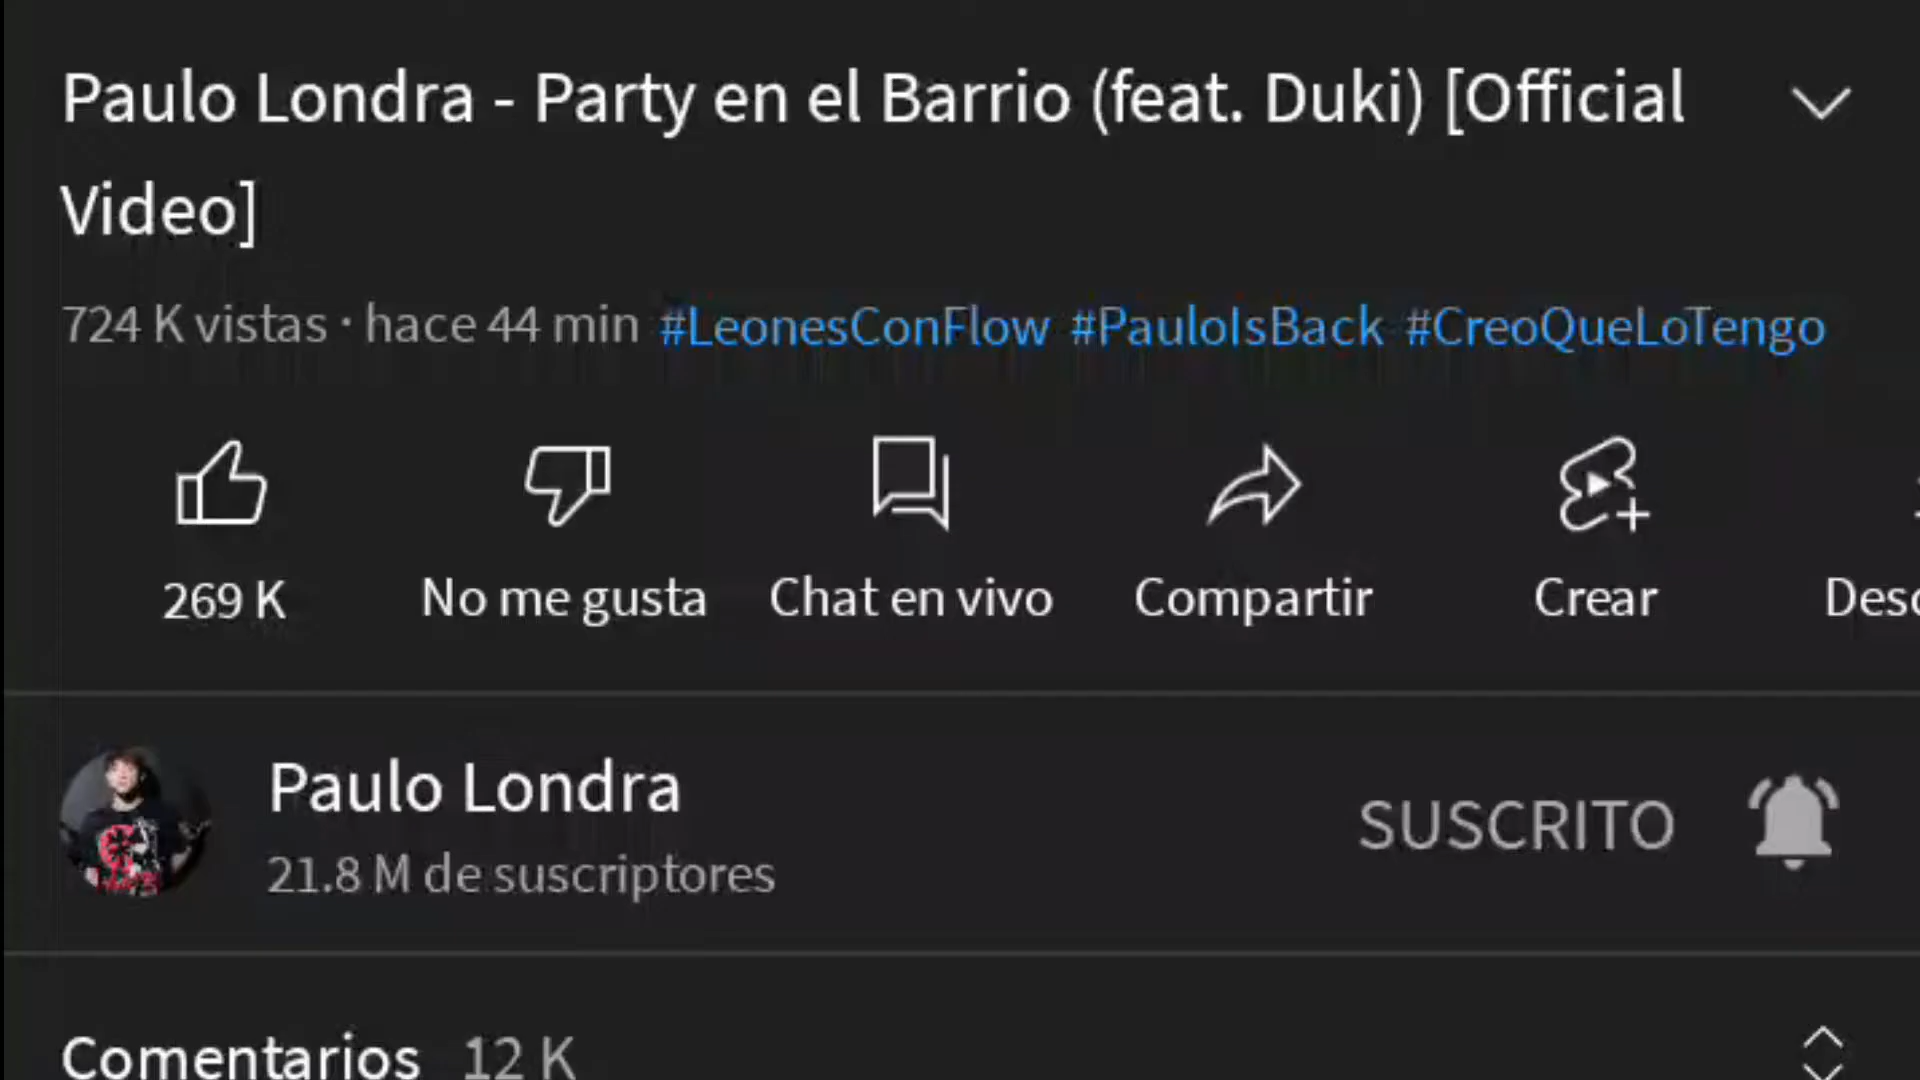 Paulo Londra - Party en el Barrio (feat. Duki) [Official
Video]
724 K vistas · hace 44 min #LeonesConFlow #PauloIsBack #CreoQueLoTengo
269 K No me gusta Chat en vivo Compartir Crear Desc
Paulo Londra
21.8 M de suscriptores
SUSCRITO
Comentarios 12 K